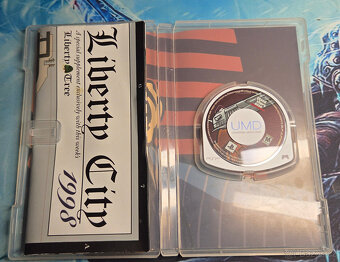 Liberty City
A special supplement exclusively with this week's
Liberty Tree
1998
UMD